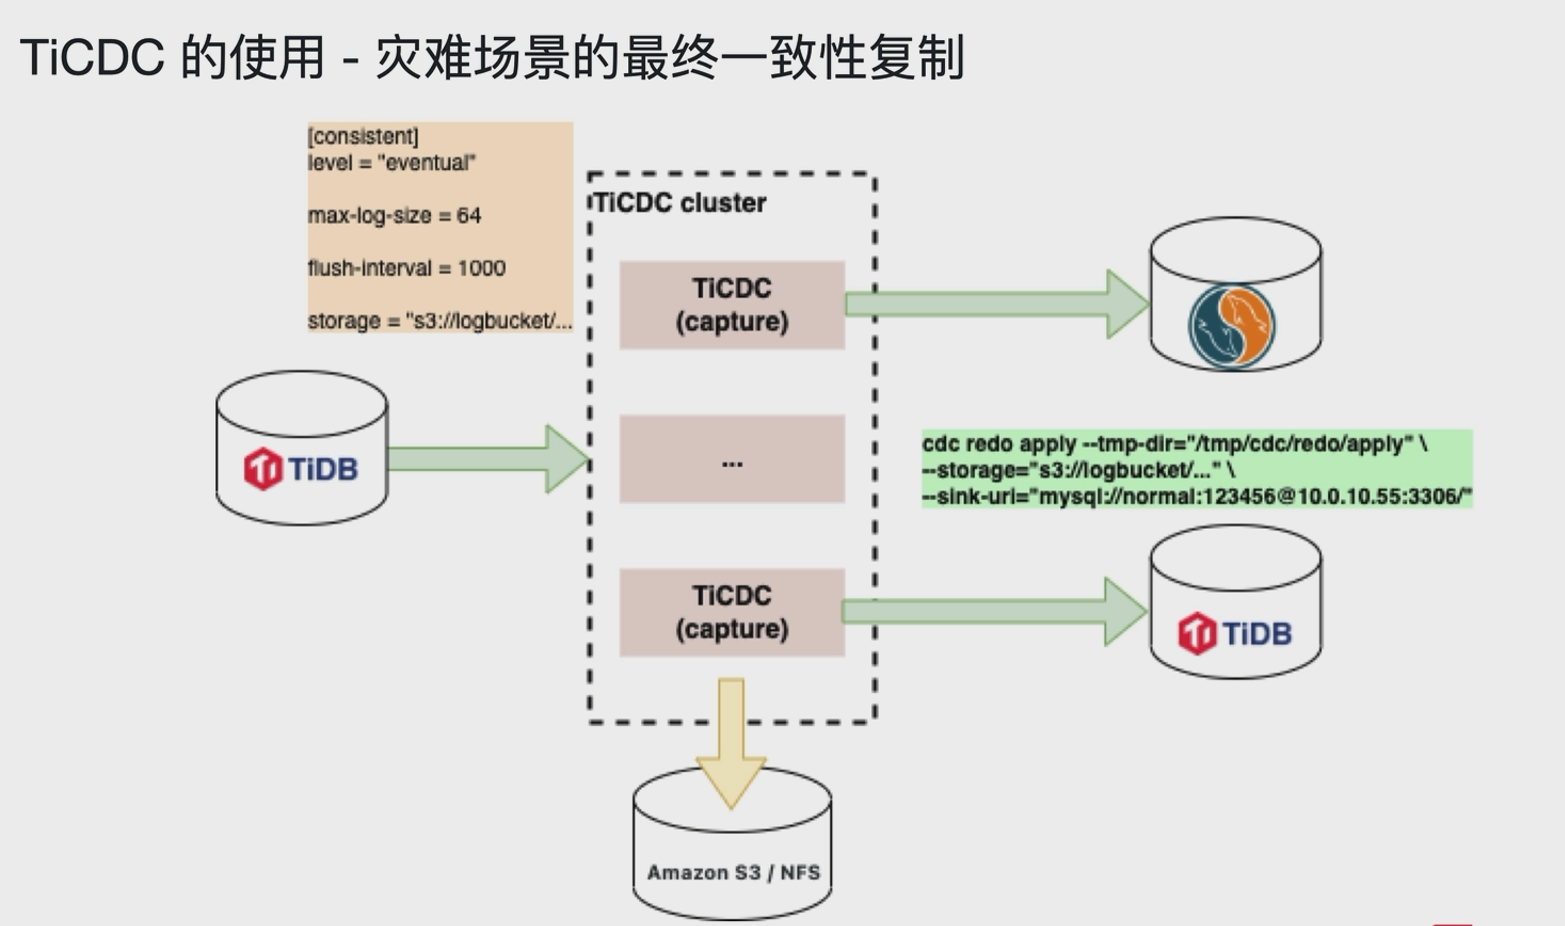 TiCDC 的使用 - 灾难场景的最终一致性复制
[consistent]
level = "eventual"
max-log-size = 64
flush-interval = 1000
storage = "s3://logbucket/...
TiCDC cluster
TiCDC
(capture)
...
TiCDC
(capture)
TiDB
cdc redo apply --tmp-dir="/tmp/cdc/redo/apply" \
--storage="s3://logbucket/..." \
--sink-uri="mysql://normal:123456@10.0.10.55:3306/"
TiDB
Amazon S3 / NFS